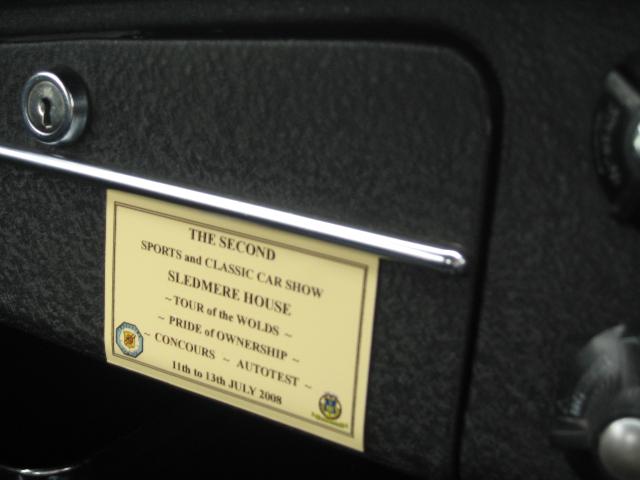 THE SECOND
SPORTS and CLASSIC CAR SHOW
SLEDMERE HOUSE
~TOUR of the WOLDS ~
~ PRIDE of OWNERSHIP ~
~ CONCOURS ~ AUTOTEST ~
11th to 13th JULY 2008